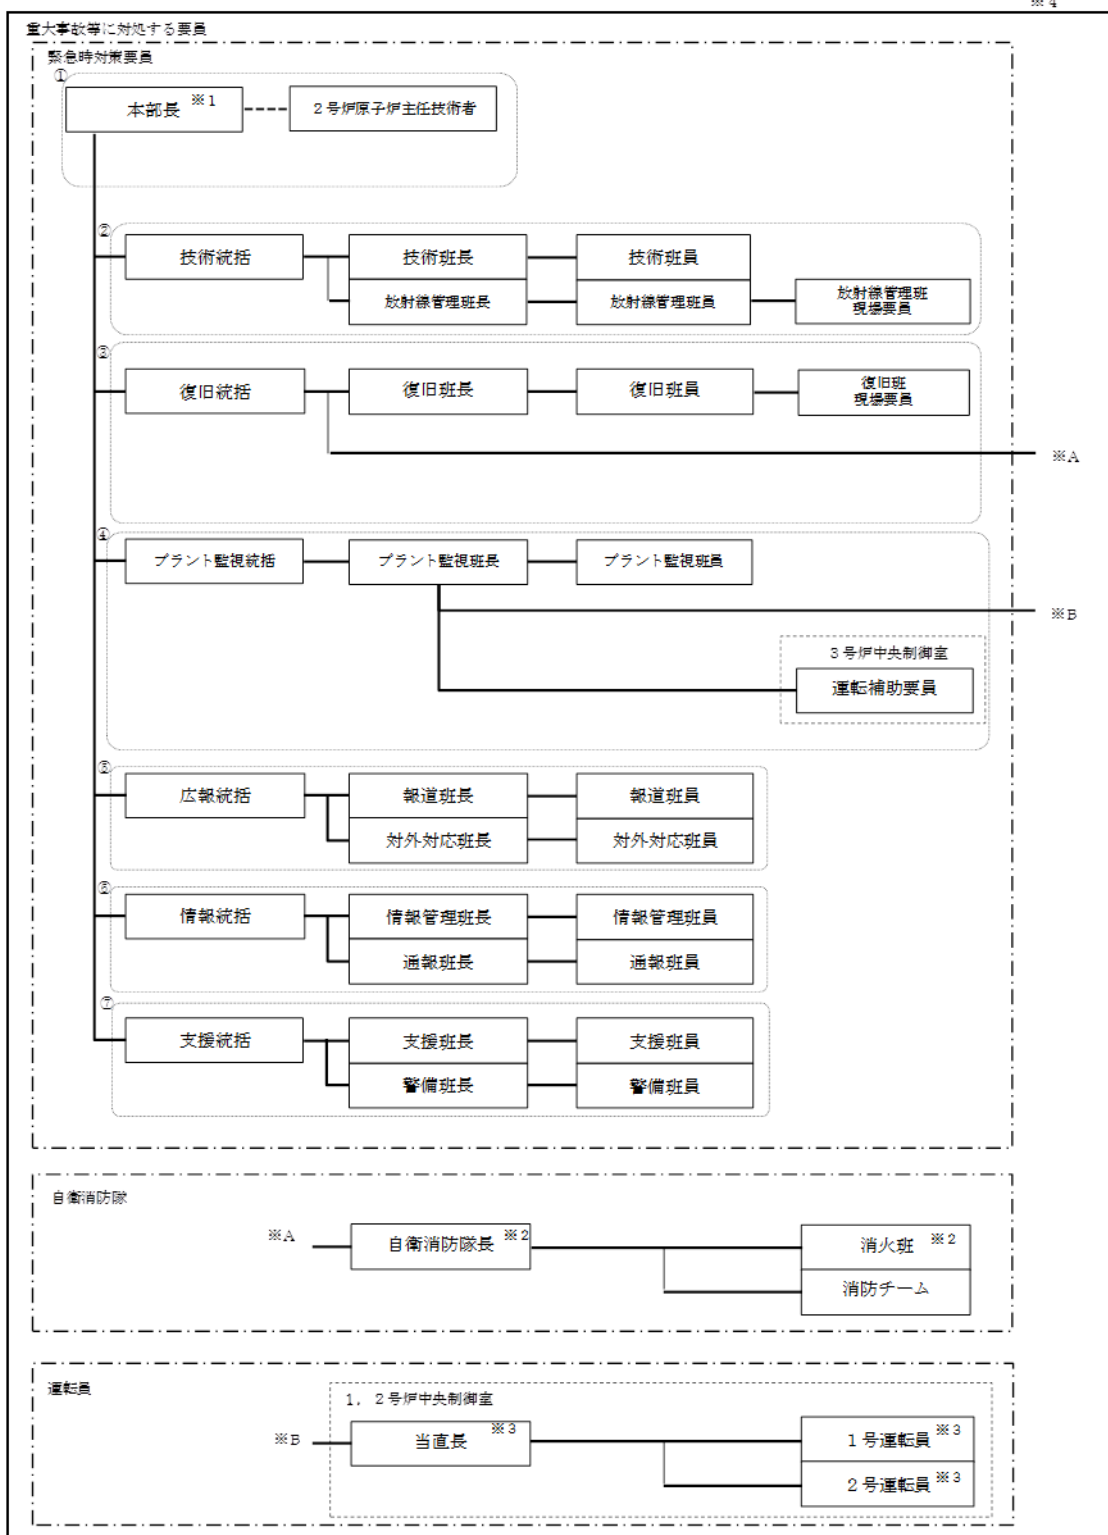 ※4
重大事故等に対処する要員
緊急時対策要員
①
本部長 ※1
2号炉原子炉主任技術者
②
技術統括
技術班長
技術班員
放射線管理班長
放射線管理班員
放射線管理班
現場要員
③
復旧統括
復旧班長
復旧班員
復旧班
現場要員
※A
④
プラント監視統括
プラント監視班長
プラント監視班員
※B
3号炉中央制御室
運転補助要員
⑤
広報統括
報道班長
報道班員
対外対応班長
対外対応班員
⑥
情報統括
情報管理班長
情報管理班員
通報班長
通報班員
⑦
支援統括
支援班長
支援班員
警備班長
警備班員
自衛消防隊
※A
自衛消防隊長 ※2
消火班 ※2
消防チーム
運転員
1,2号炉中央制御室
※B
当直長 ※3
1号運転員 ※3
2号運転員 ※3